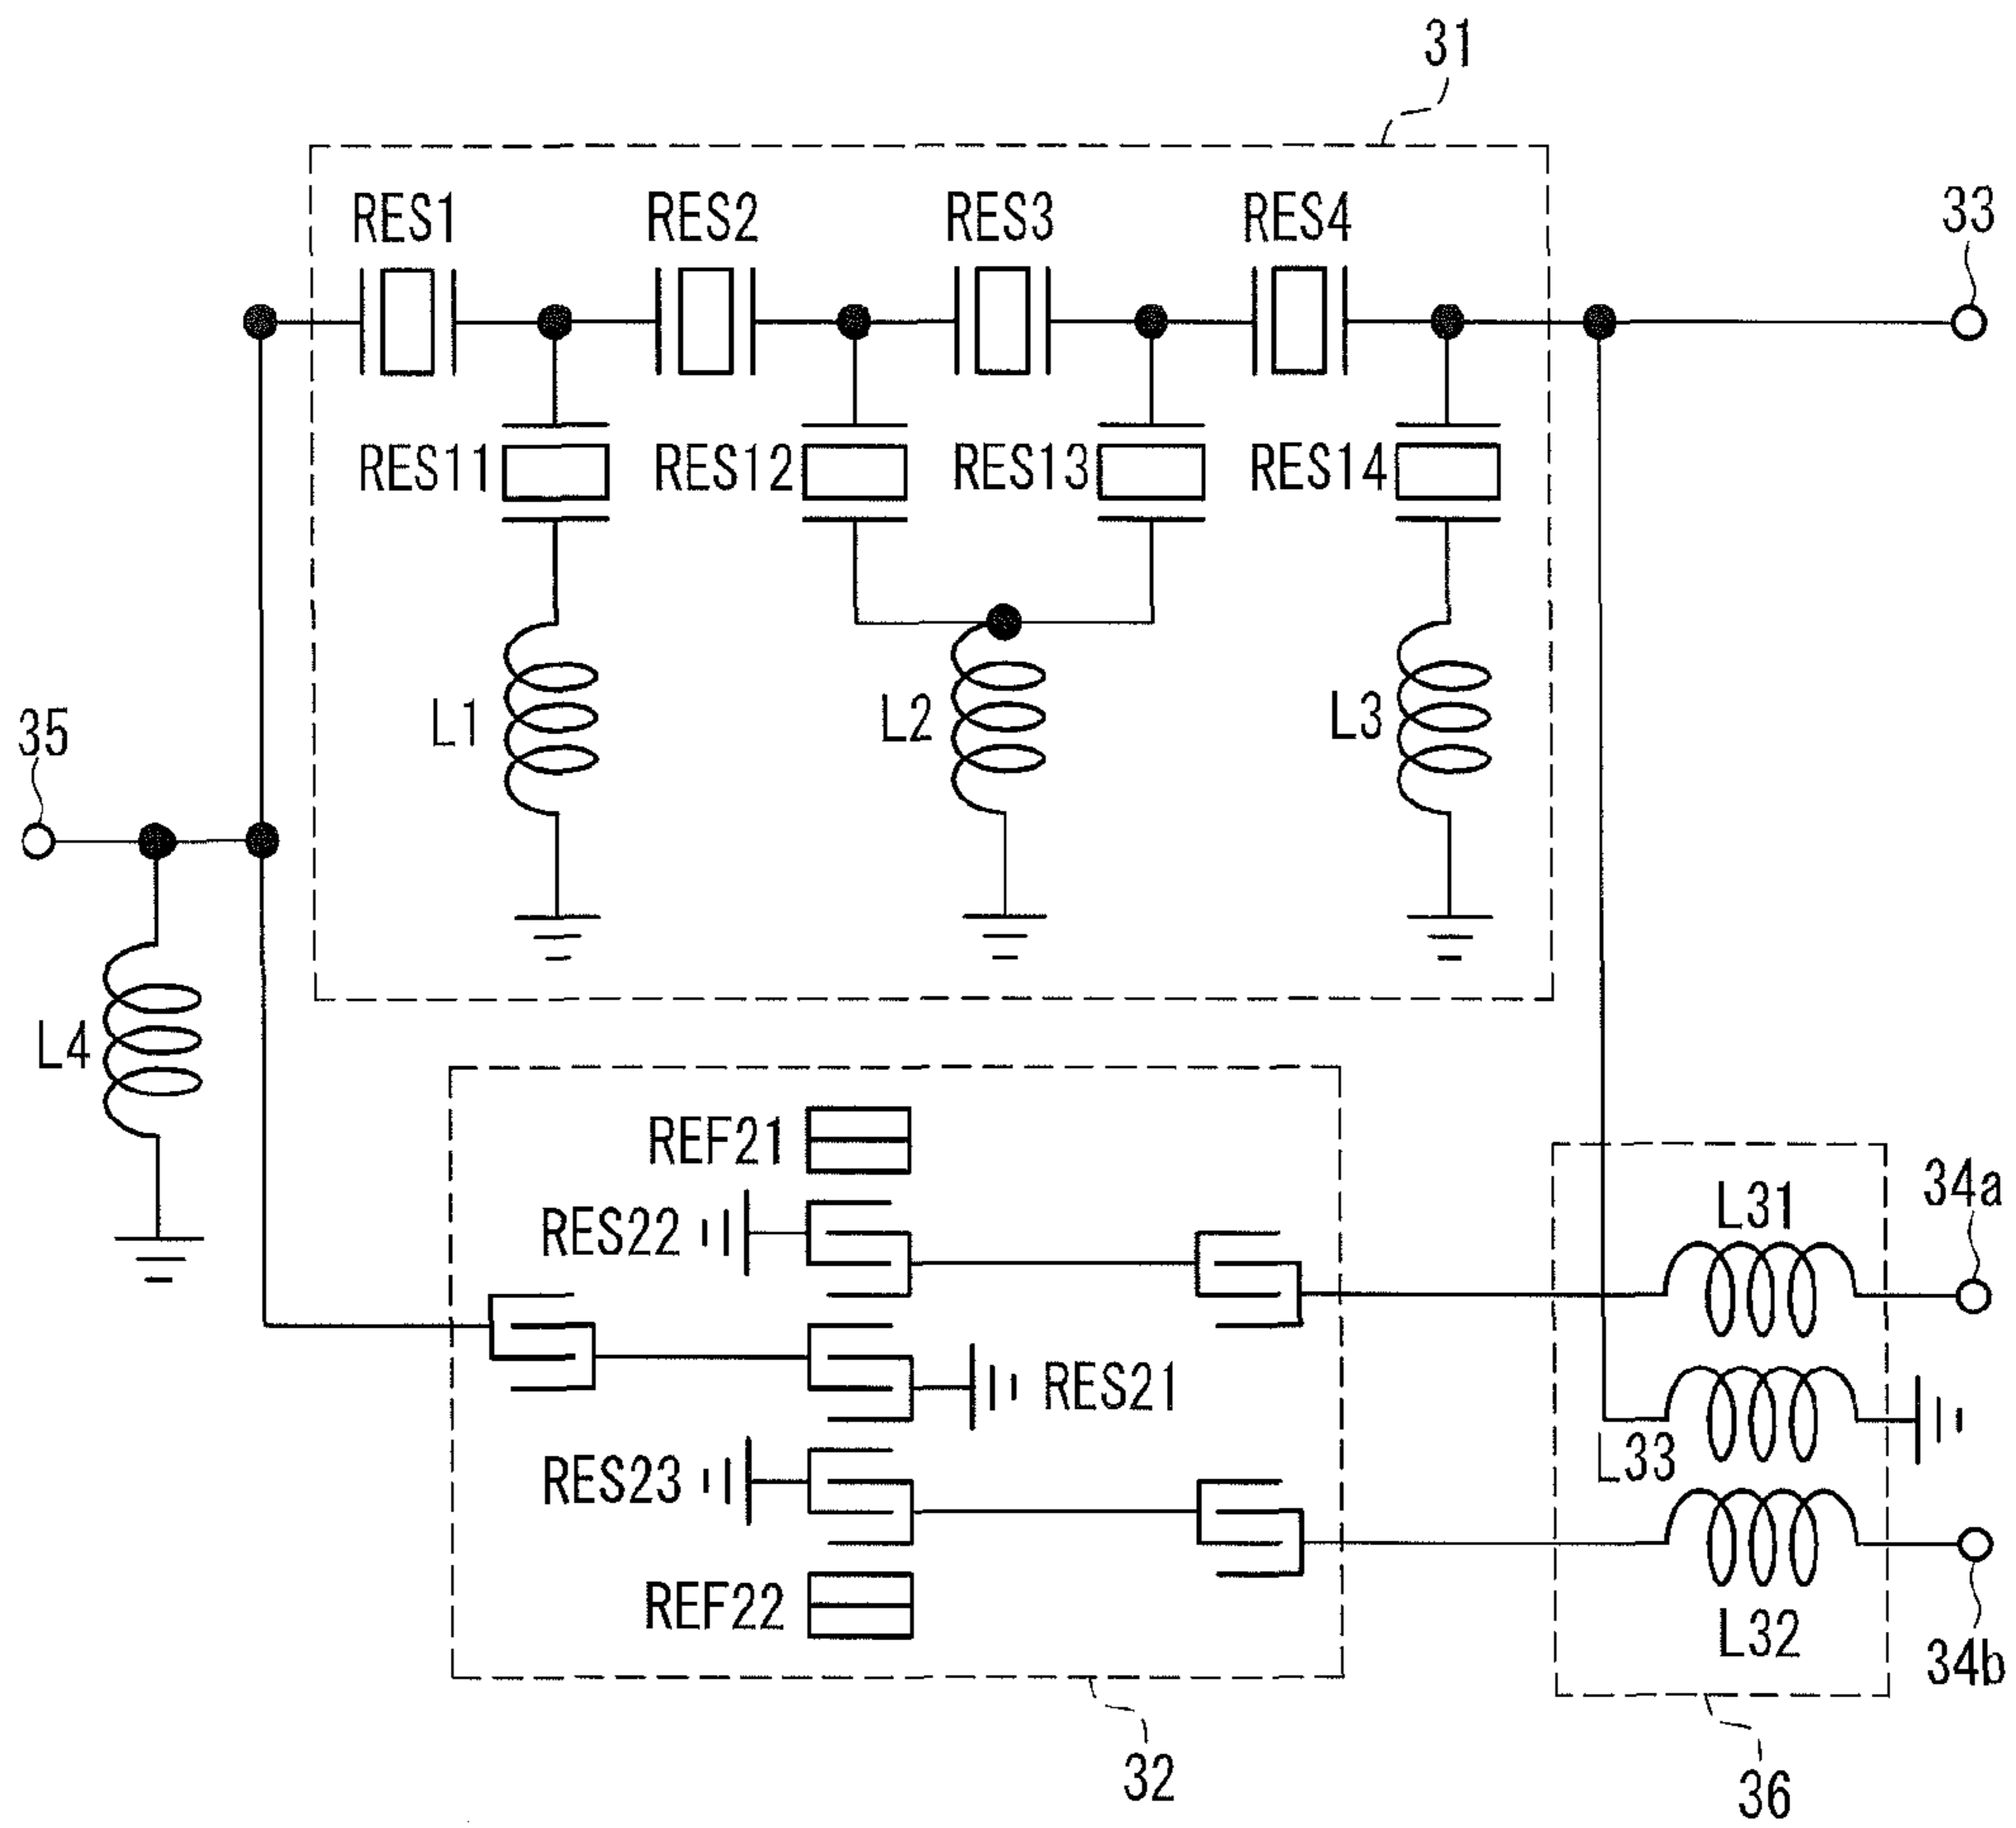 31
RES1
RES2
RES3
RES4
33
RES11
RES12
RES13
RES14
L1
L2
L3
35
L4
REF21
RES22
RES21
RES23
REF22
L31
34a
L33
L32
34b
32
36